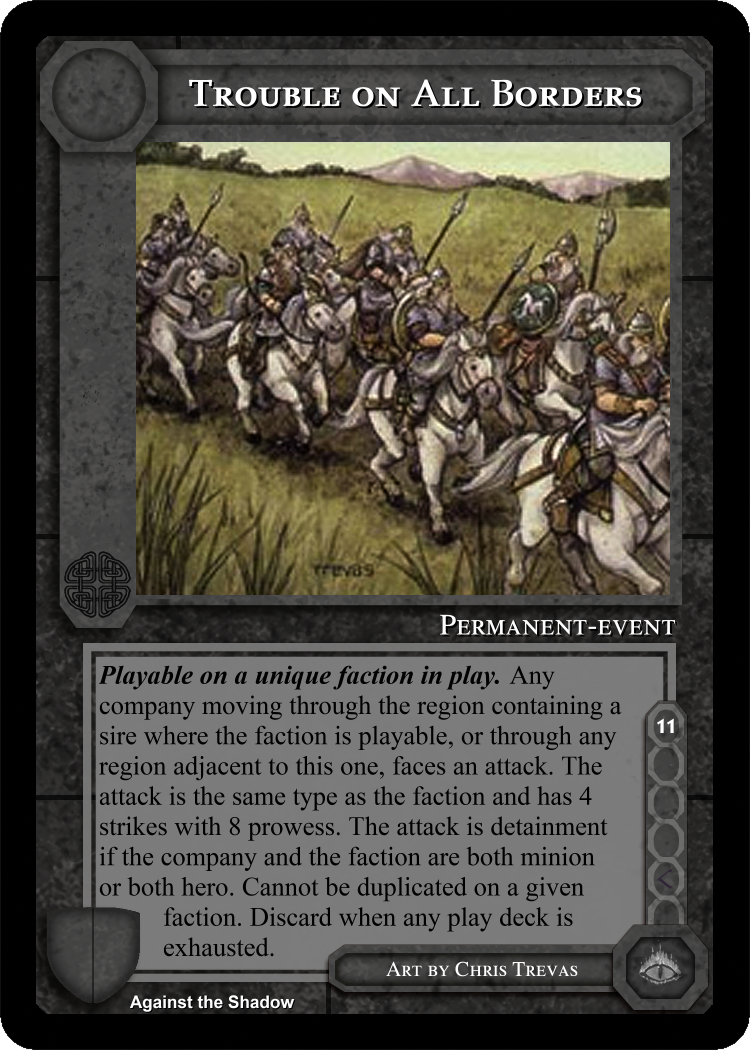 Trouble on All Borders
TREVAS
Permanent-event
Playable on a unique faction in play. Any
company moving through the region containing a
sire where the faction is playable, or through any
region adjacent to this one, faces an attack. The
attack is the same type as the faction and has 4
strikes with 8 prowess. The attack is detainment
if the company and the faction are both minion
or both hero. Cannot be duplicated on a given
faction. Discard when any play deck is
exhausted.
11
Art by Chris Trevas
Against the Shadow